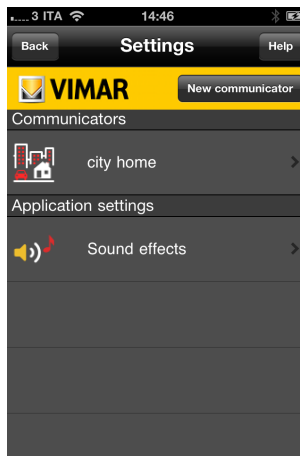 3 ITA 14:46
Back Settings Help
VIMAR New communicator
Communicators
city home
Application settings
Sound effects